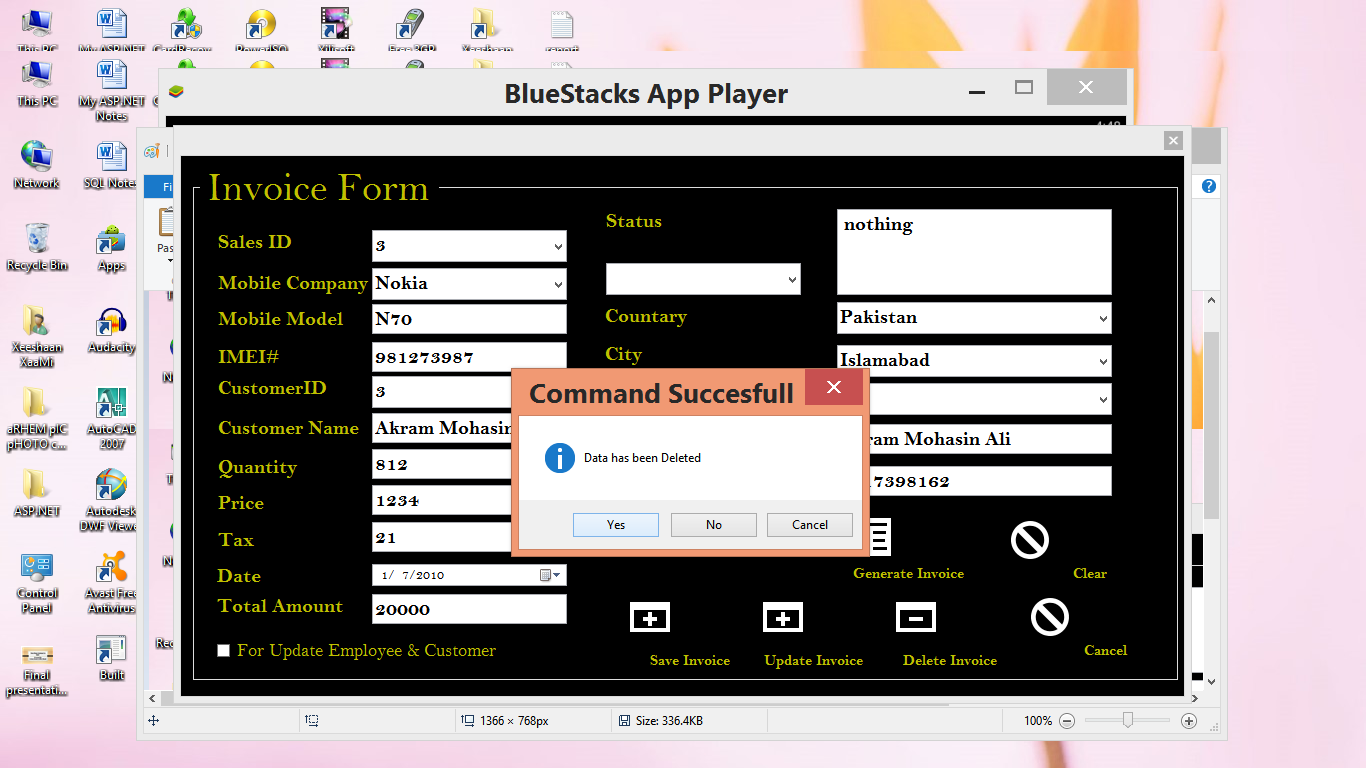 This PC
My ASP.NET
CardRecov
PowerISO
Xilisoft
Free 3GP
Xeeshaan
report
This PC
My ASP.NET Notes
BlueStacks App Player
Network
SQL Notes
Recycle Bin
Apps
Xeeshaan XaaMi
Audacity
aRHEM pIC pHOTO c...
AutoCAD 2007
ASP.NET
Autodesk DWF Viewer
Control Panel
Avast Free Antivirus
Final presentati...
Built
Invoice Form
Sales ID
3
Mobile Company
Nokia
Mobile Model
N70
IMEI#
981273987
CustomerID
3
Customer Name
Akram Mohasin
Quantity
812
Price
1234
Tax
21
Date
1/ 7/2010
Total Amount
20000
For Update Employee & Customer
Status
nothing
Countary
Pakistan
City
Islamabad
ram Mohasin Ali
7398162
Command Succesfull
Data has been Deleted
Yes
No
Cancel
Generate Invoice
Clear
Save Invoice
Update Invoice
Delete Invoice
Cancel
1366 × 768px
Size: 336.4KB
100%